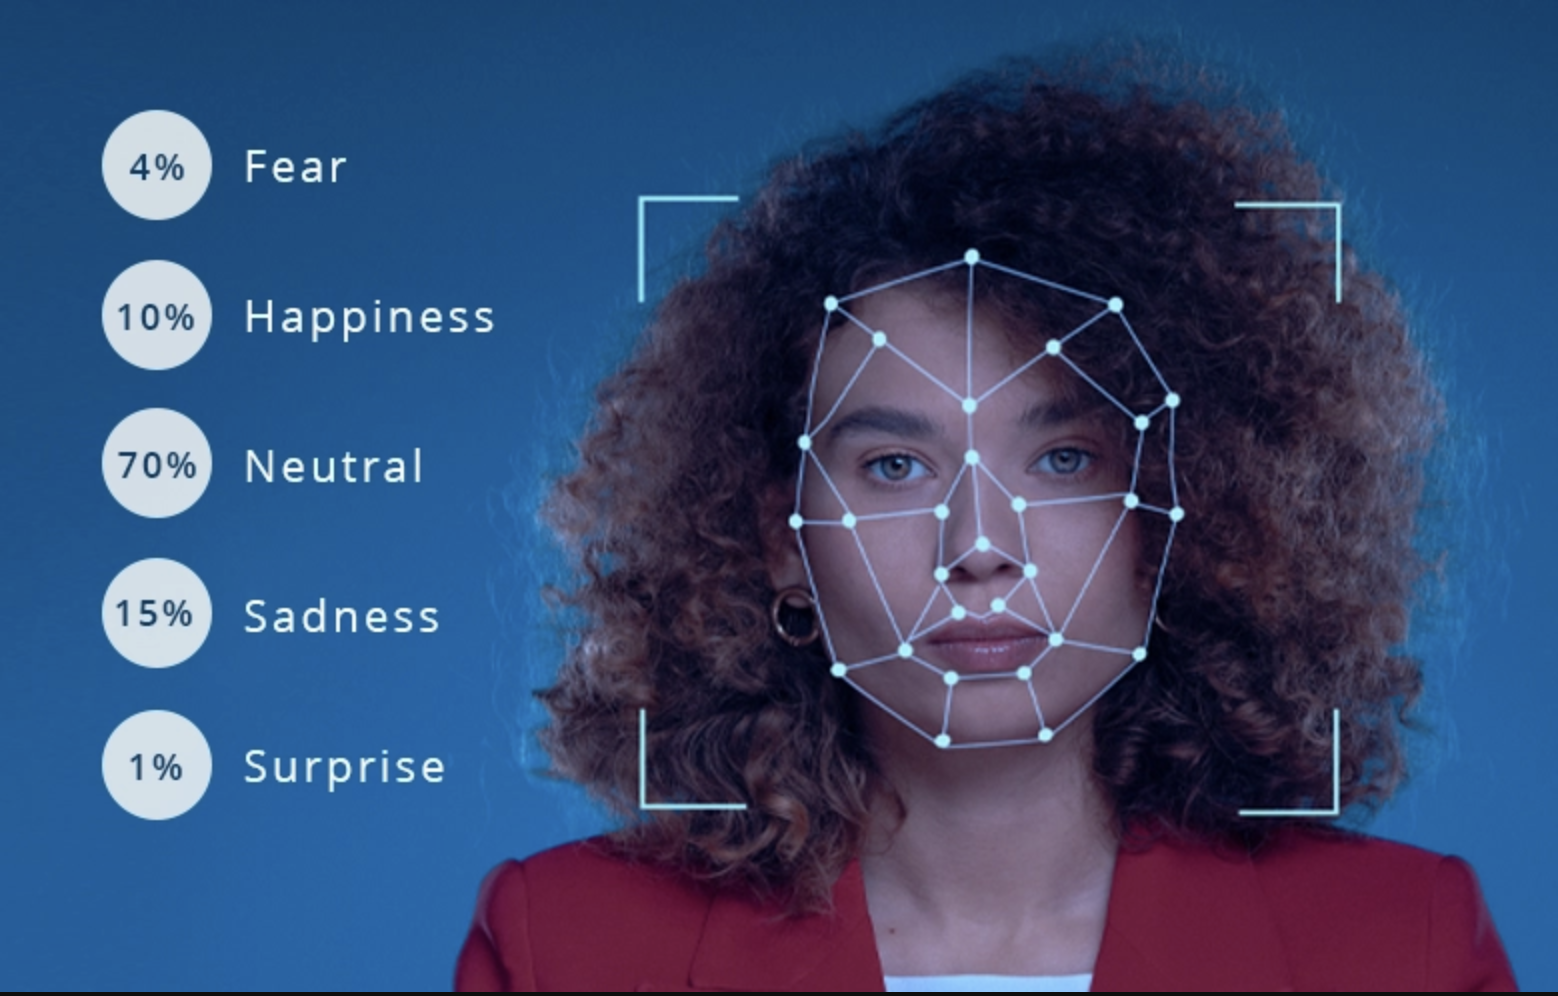 4% Fear
10% Happiness
70% Neutral
15% Sadness
1% Surprise